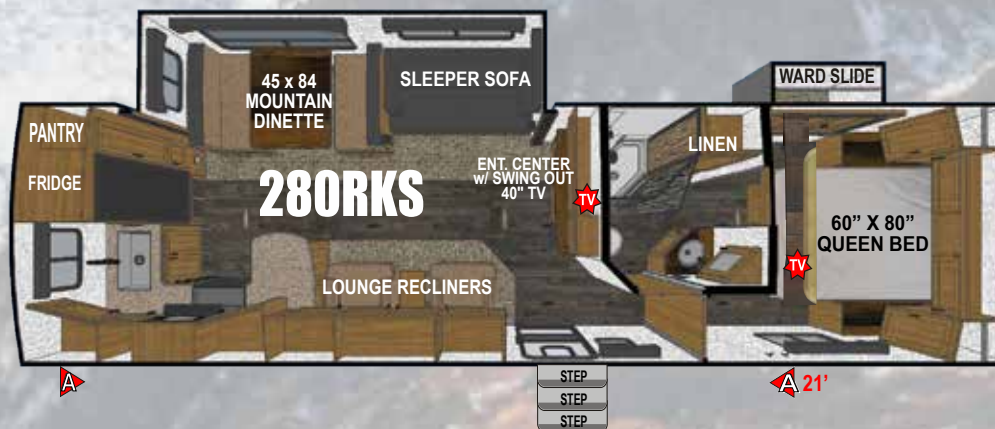 WARD SLIDE
SLEEPER SOFA
45 x 84
MOUNTAIN
DINETTE
PANTRY
FRIDGE
LINEN
ENT. CENTER
w/ SWING OUT
40" TV
TV
280RKS
60” X 80”
QUEEN BED
TV
LOUNGE RECLINERS
STEP
STEP
STEP
A
A 21'